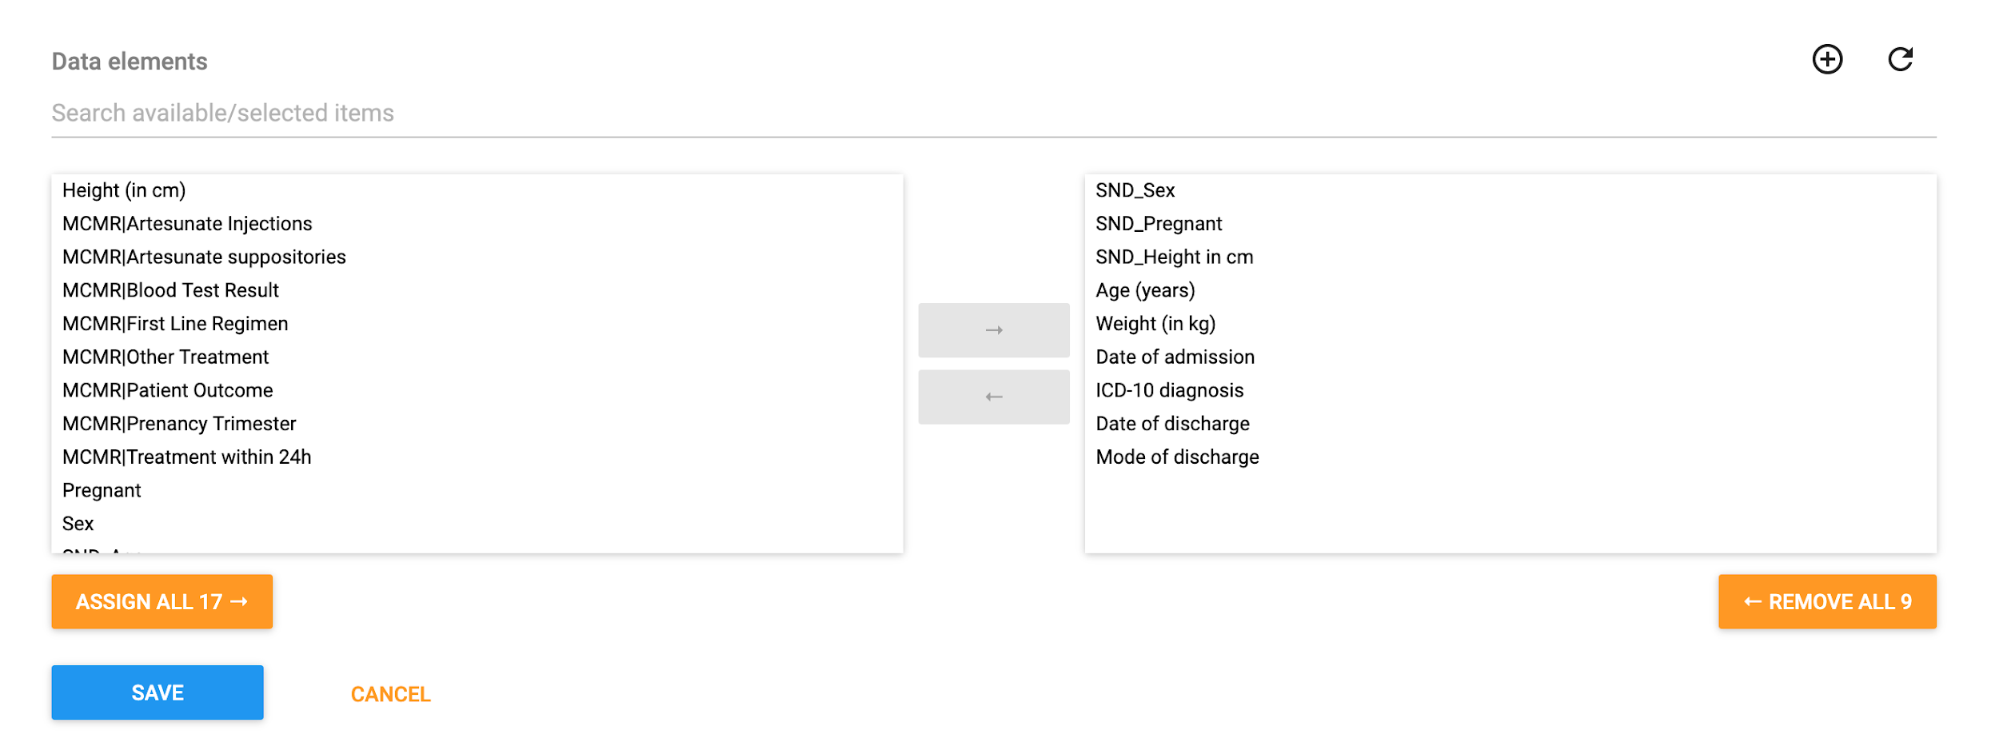 Data elements
Search available/selected items
Height (in cm)
MCMR|Artesunate Injections
MCMR|Artesunate suppositories
MCMR|Blood Test Result
MCMR|First Line Regimen
MCMR|Other Treatment
MCMR|Patient Outcome
MCMR|Prenancy Trimester
MCMR|Treatment within 24h
Pregnant
Sex
→
←
SND_Sex
SND_Pregnant
SND_Height in cm
Age (years)
Weight (in kg)
Date of admission
ICD-10 diagnosis
Date of discharge
Mode of discharge
ASSIGN ALL 17 →
← REMOVE ALL 9
SAVE
CANCEL